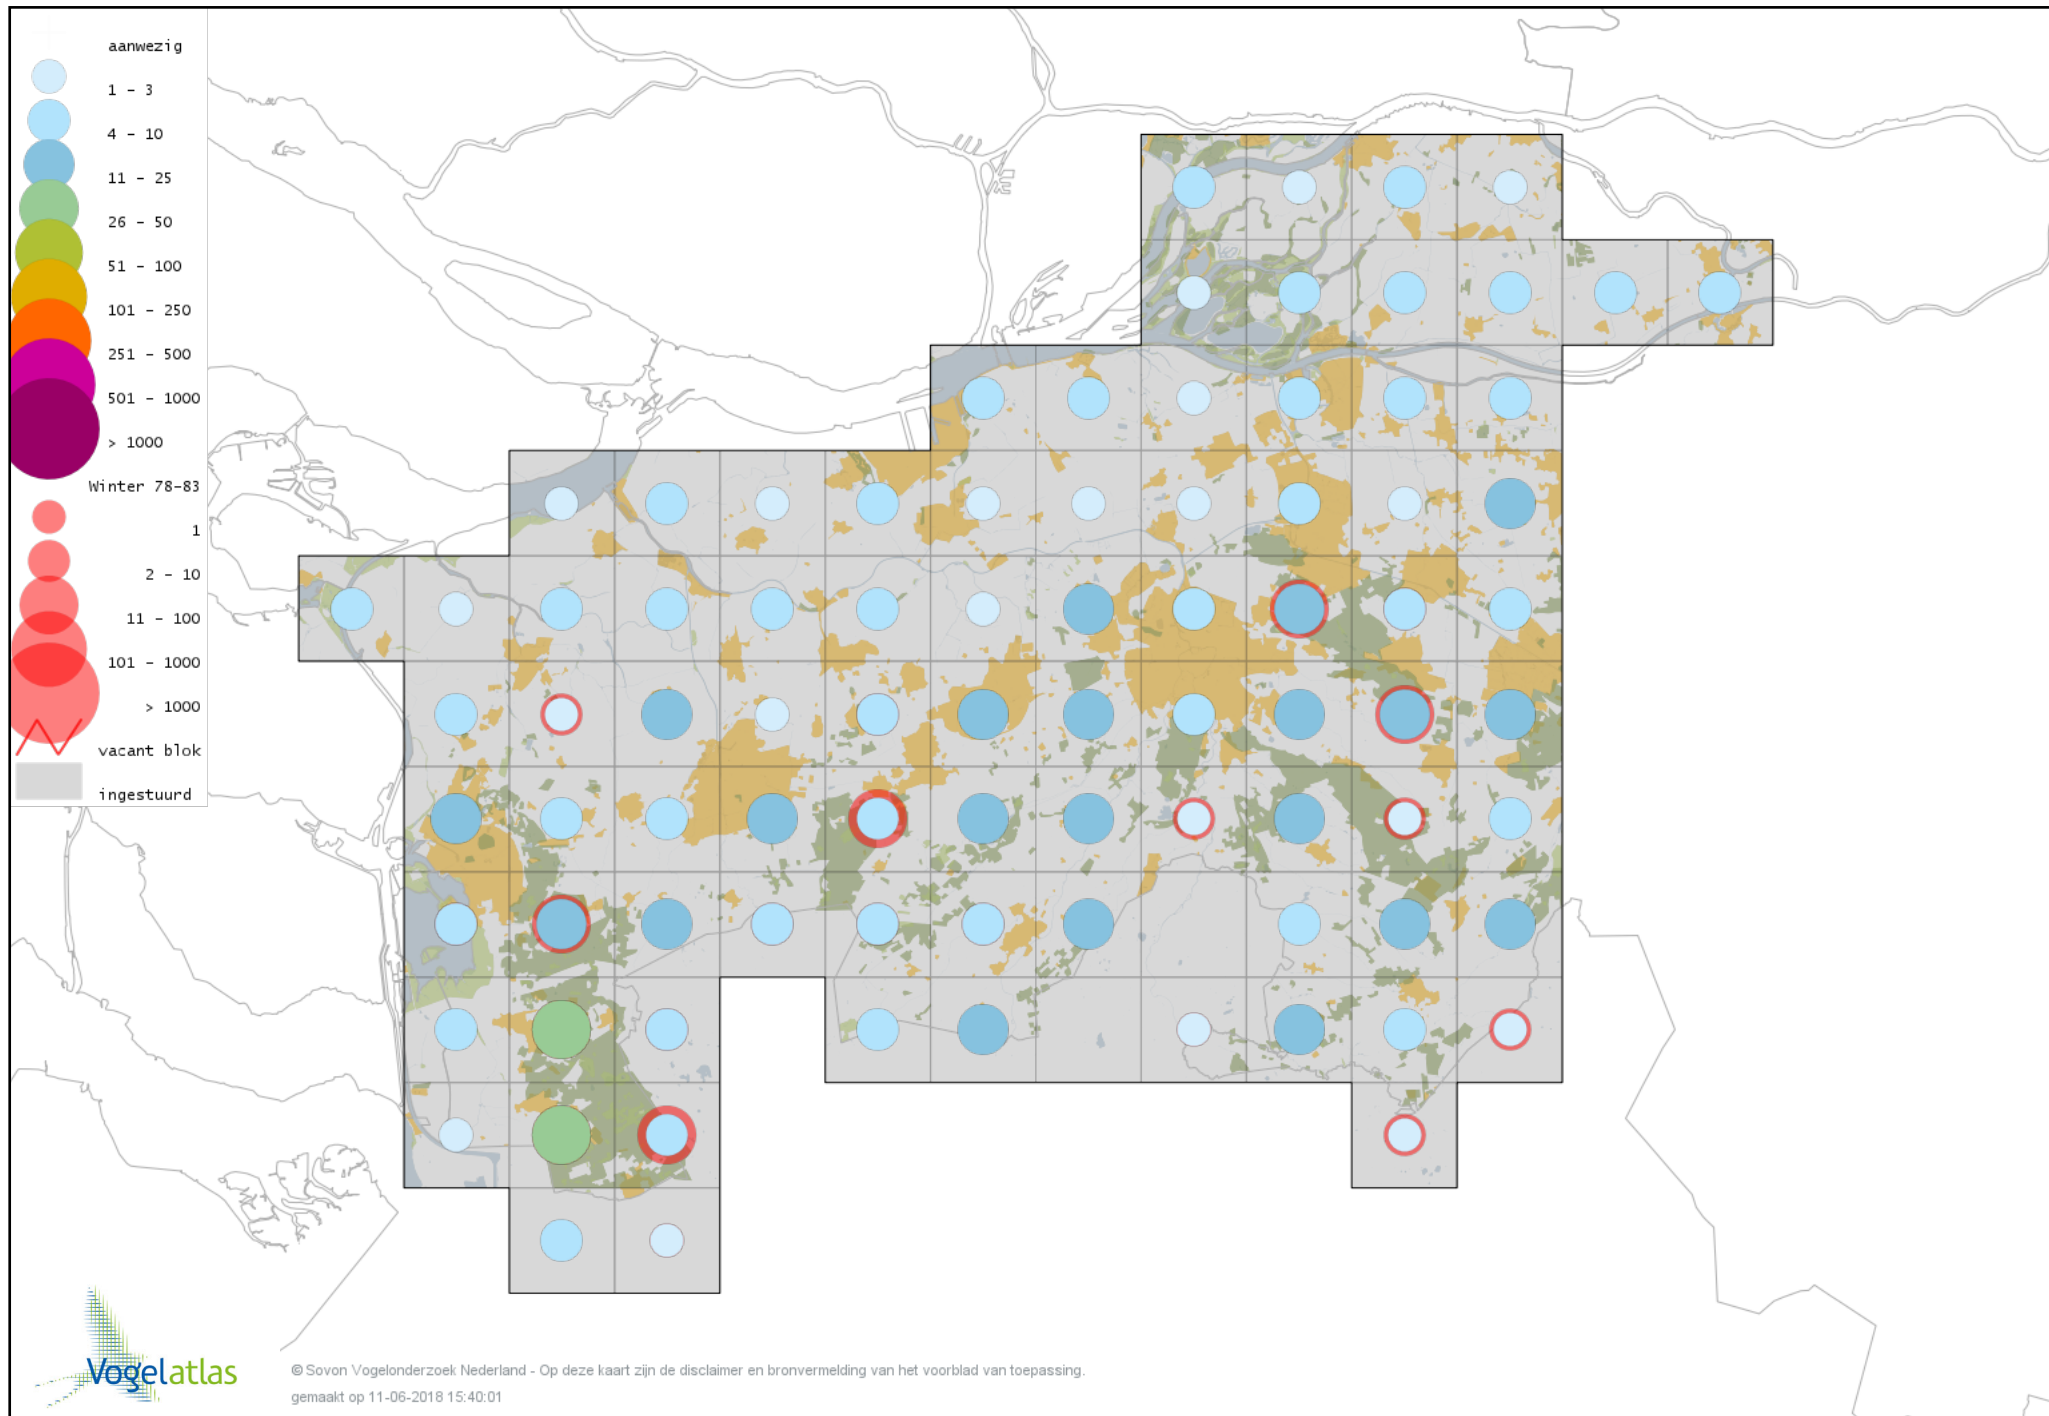 aanwezig
1 - 3
4 - 10
11 - 25
26 - 50
51 - 100
101 - 250
251 - 500
501 - 1000
> 1000
Winter 78-83
1
2 - 10
11 - 100
101 - 1000
> 1000
vacant blok
ingestuurd
Vogelatlas
© Sovon Vogelonderzoek Nederland - Op deze kaart zijn de disclaimer en bronvermelding van het voorblad van toepassing.
gemaakt op 11-06-2018 15:40:01